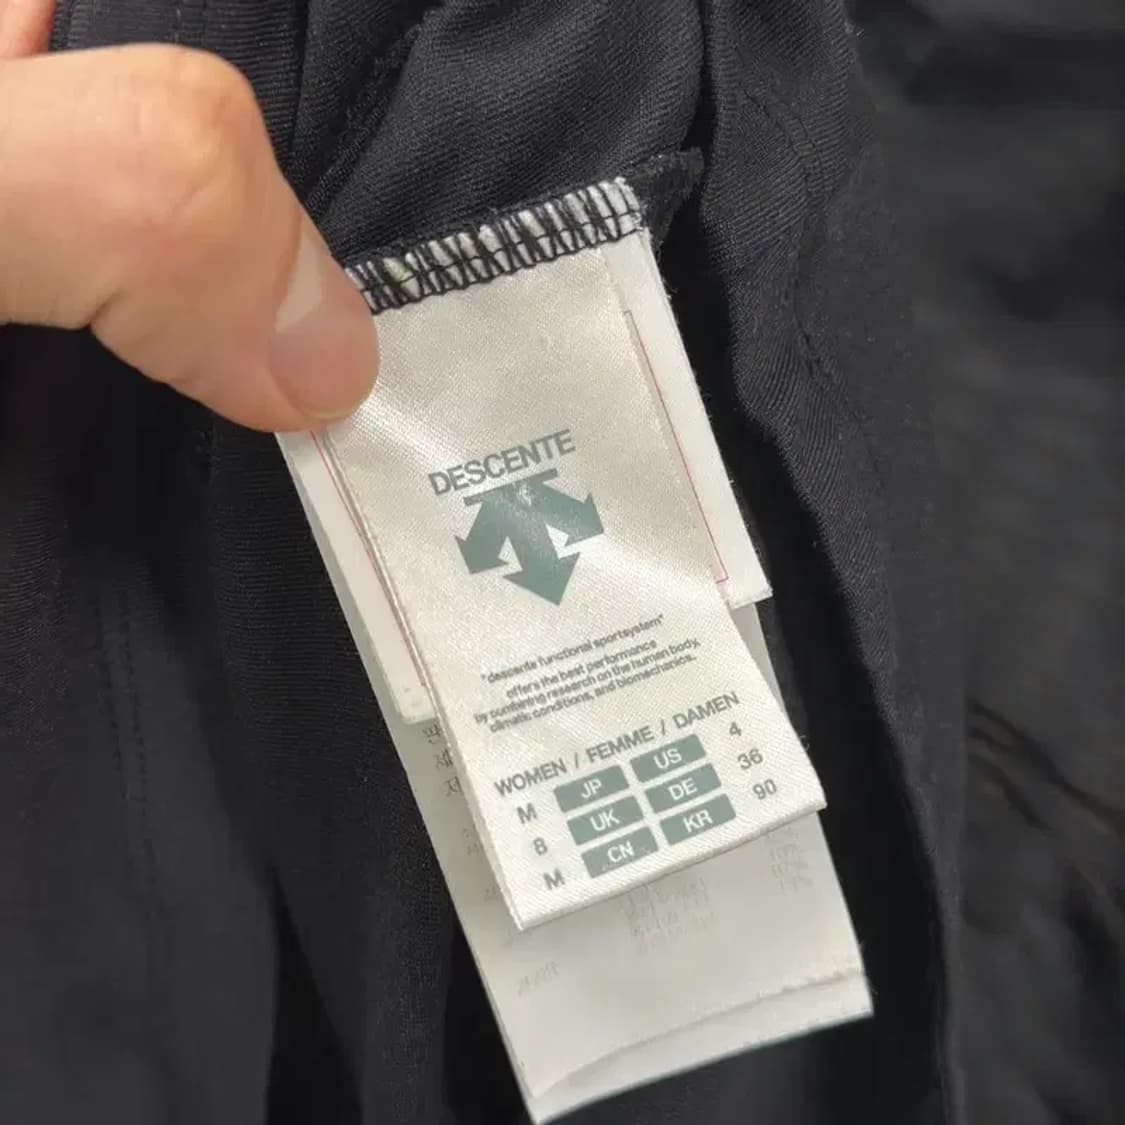 DESCENTE
"descente functional sportsystem"
offers the best performance
by pumbining research on the human body,
climatic conditions, and biomechanics.
WOMEN / FEMME / DAMEN
M JP US 4
8 UK DE 36
M CN KR 90